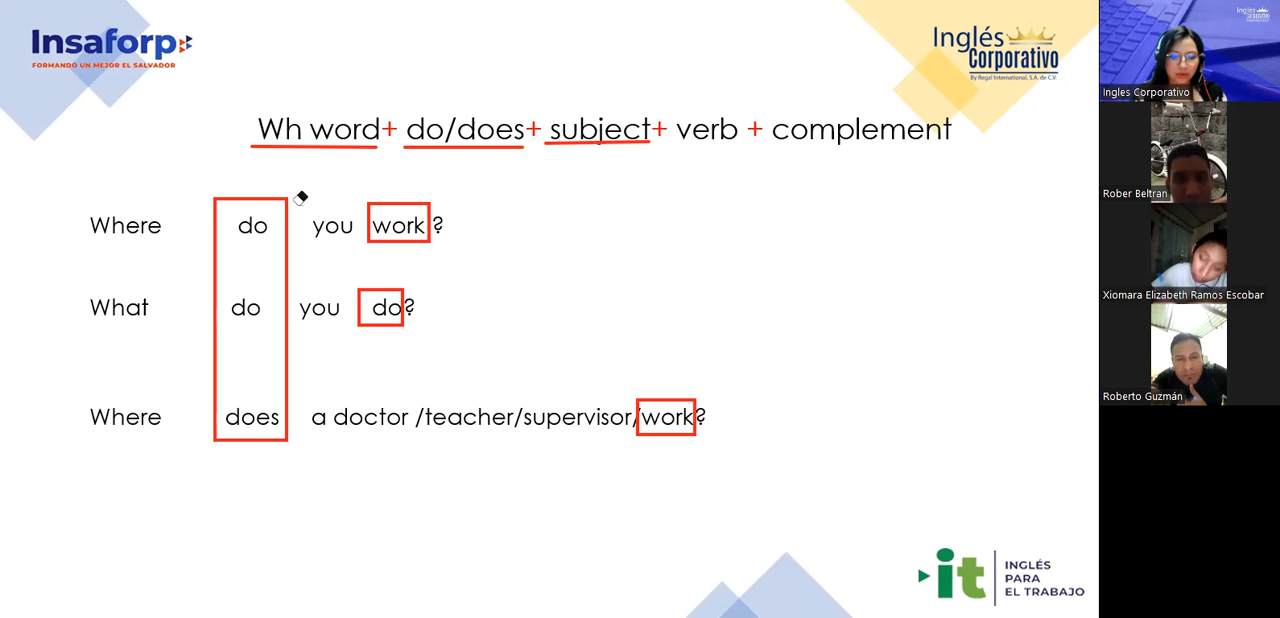 Insaforp
FORMANDO UN MEJOR EL SALVADOR
Inglés
Corporativo
By Regal International, S.A. de C.V.
Wh word+ do/does+ subject+ verb + complement
Where do you work ?
What do you do?
Where does a doctor /teacher/supervisor/work?
it
INGLÉS
PARA
EL TRABAJO
Ingles Corporativo
Rober Beltran
Xiomara Elizabeth Ramos Escobar
Roberto Guzmán